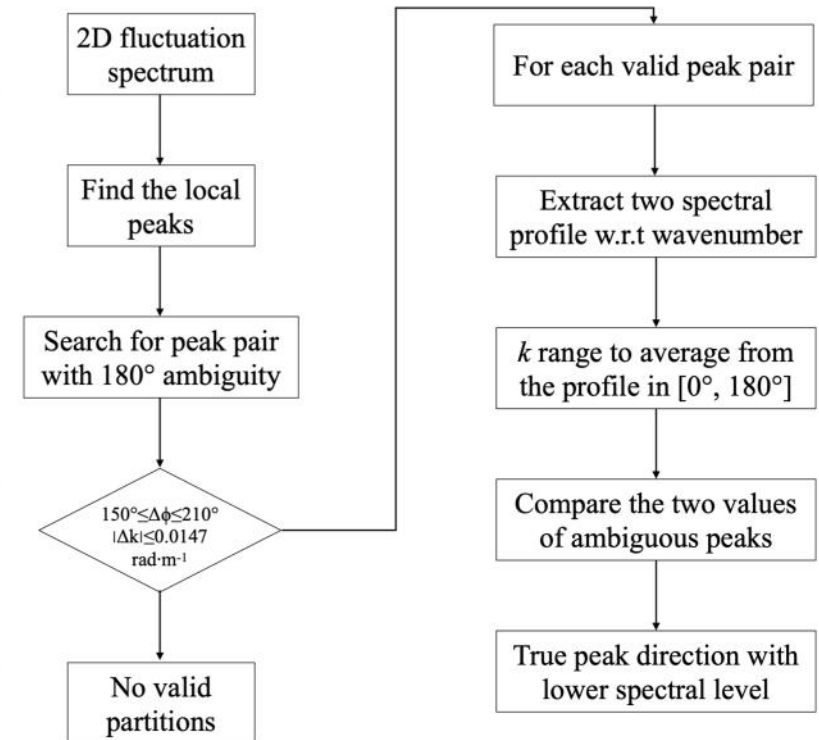 2D fluctuation
spectrum
Find the local
peaks
Search for peak pair
with 180° ambiguity
150°≤Δϕ≤210°
|Δk|≤0.0147
rad·m-1
No valid
partitions
For each valid peak pair
Extract two spectral
profile w.r.t wavenumber
k range to average from
the profile in [0°, 180°]
Compare the two values
of ambiguous peaks
True peak direction with
lower spectral level